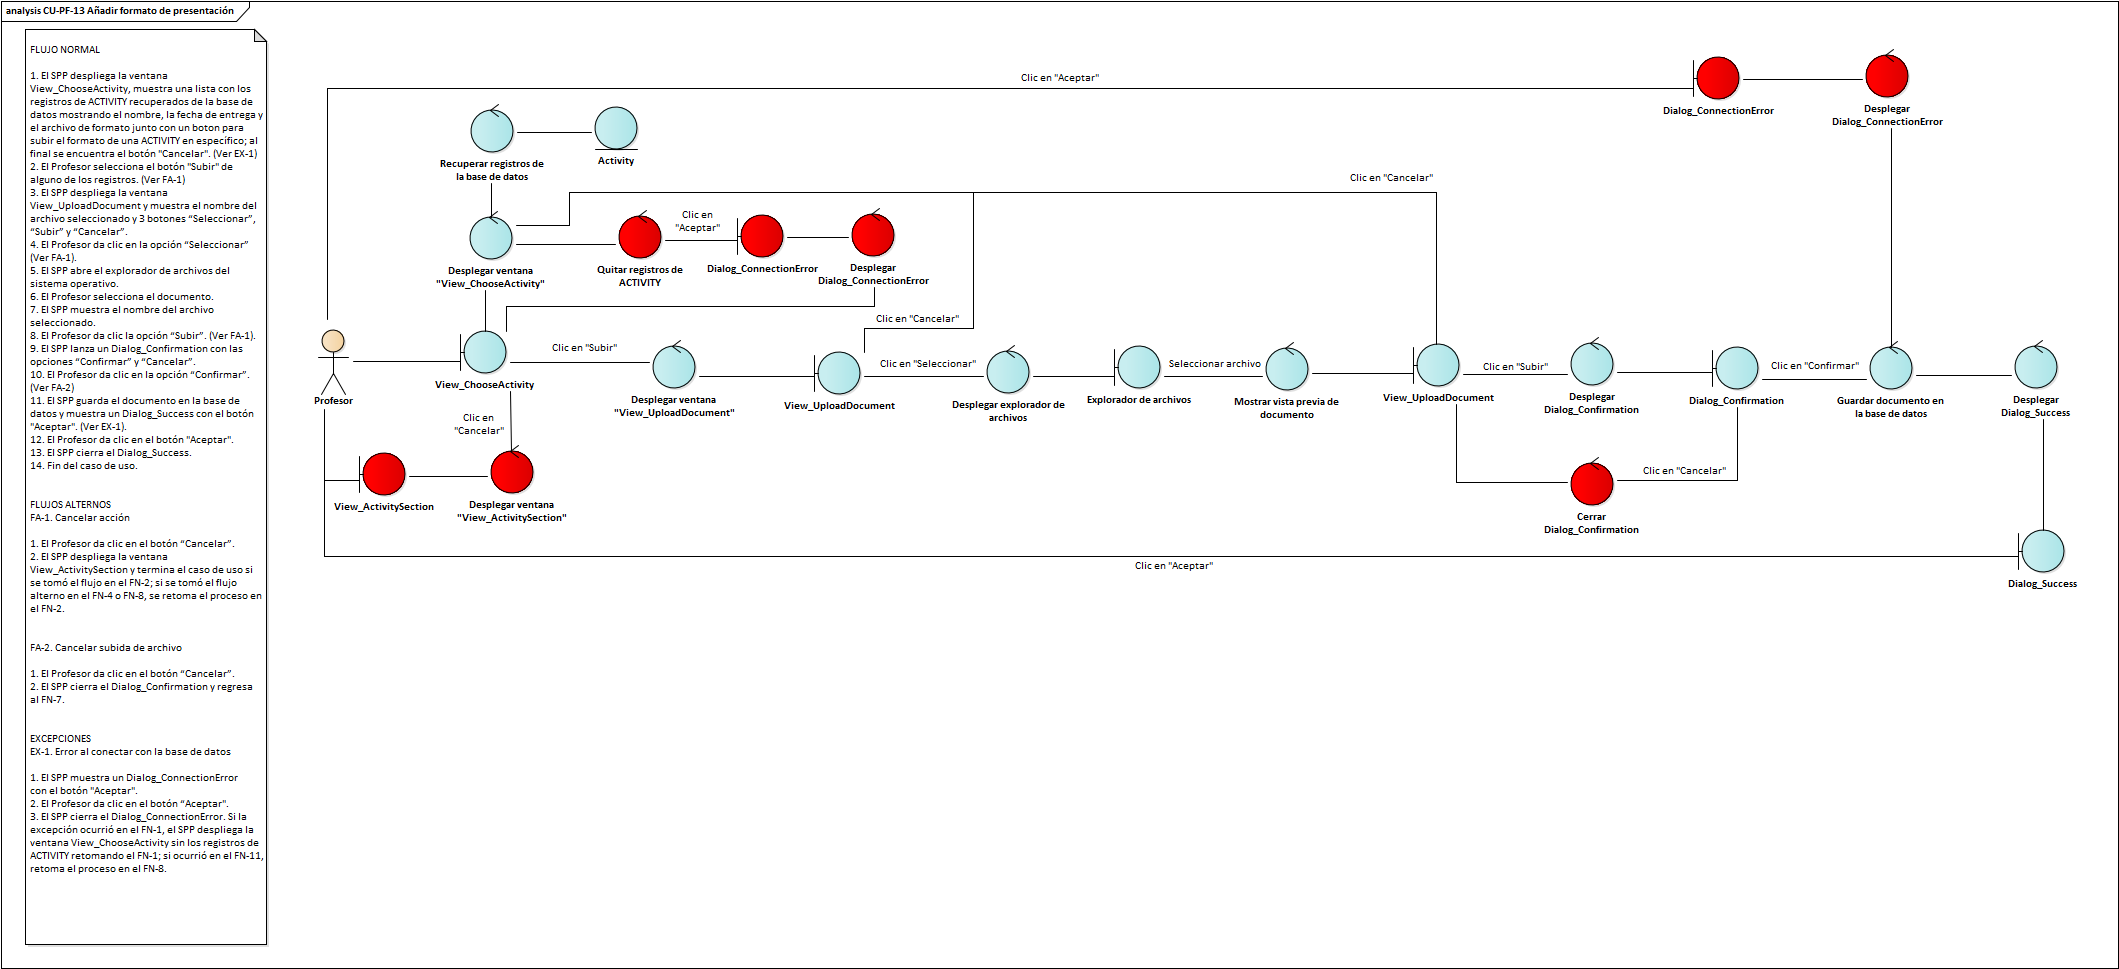 analysis CU-PF-13 Añadir formato de presentación
FLUJO NORMAL
1. El SPP despliega la ventana
View_ChooseActivity, muestra una lista con los
registros de ACTIVITY recuperados de la base de
datos mostrando el nombre, la fecha de entrega y
el archivo de formato junto con un boton para
subir el formato de una ACTIVITY en específico; al
final se encuentra el botón "Cancelar". (Ver EX-1)
2. El Profesor selecciona el botón "Subir" de
alguno de los registros. (Ver FA-1)
3. El SPP despliega la ventana
View_UploadDocument y muestra el nombre del
archivo seleccionado y 3 botones “Seleccionar”,
“Subir” y “Cancelar”.
4. El Profesor da clic en la opción “Seleccionar”
(Ver FA-1).
5. El SPP abre el explorador de archivos del
sistema operativo.
6. El Profesor selecciona el documento.
7. El SPP muestra el nombre del archivo
seleccionado.
8. El Profesor da clic la opción “Subir”. (Ver FA-1).
9. El SPP lanza un Dialog_Confirmation con las
opciones “Confirmar” y “Cancelar”.
10. El Profesor da clic en la opción “Confirmar”.
(Ver FA-2)
11. El SPP guarda el documento en la base de
datos y muestra un Dialog_Success con el botón
"Aceptar". (Ver EX-1).
12. El Profesor da clic en el botón "Aceptar".
13. El SPP cierra el Dialog_Success.
14. Fin del caso de uso.
FLUJOS ALTERNOS
FA-1. Cancelar acción
1. El Profesor da clic en el botón “Cancelar”.
2. El SPP despliega la ventana
View_ActivitySection y termina el caso de uso si
se tomó el flujo en el FN-2; si se tomó el flujo
alterno en el FN-4 o FN-8, se retoma el proceso en
el FN-2.
FA-2. Cancelar subida de archivo
1. El Profesor da clic en el botón “Cancelar”.
2. El SPP cierra el Dialog_Confirmation y regresa
al FN-7.
EXCEPCIONES
EX-1. Error al conectar con la base de datos
1. El SPP muestra un Dialog_ConnectionError
con el botón "Aceptar".
2. El Profesor da clic en el botón “Aceptar”.
3. El SPP cierra el Dialog_ConnectionError. Si la
excepción ocurrió en el FN-1, el SPP despliega la
ventana View_ChooseActivity sin los registros de
ACTIVITY retomando el FN-1; si ocurrió en el FN-11,
retoma el proceso en el FN-8.
Clic en "Aceptar"
Dialog_ConnectionError
Desplegar
Dialog_ConnectionError
Recuperar registros de
la base de datos
Activity
Clic en "Cancelar"
Clic en
"Aceptar"
Desplegar ventana
"View_ChooseActivity"
Quitar registros de
ACTIVITY
Dialog_ConnectionError
Desplegar
Dialog_ConnectionError
Clic en "Cancelar"
Profesor
View_ChooseActivity
Clic en "Subir"
Desplegar ventana
"View_UploadDocument"
View_UploadDocument
Clic en "Seleccionar"
Desplegar explorador de
archivos
Explorador de archivos
Seleccionar archivo
Mostrar vista previa de
documento
View_UploadDocument
Clic en "Subir"
Desplegar
Dialog_Confirmation
Dialog_Confirmation
Clic en "Confirmar"
Guardar documento en
la base de datos
Desplegar
Dialog_Success
Clic en
"Cancelar"
View_ActivitySection
Desplegar ventana
"View_ActivitySection"
Clic en "Cancelar"
Cerrar
Dialog_Confirmation
Clic en "Aceptar"
Dialog_Success